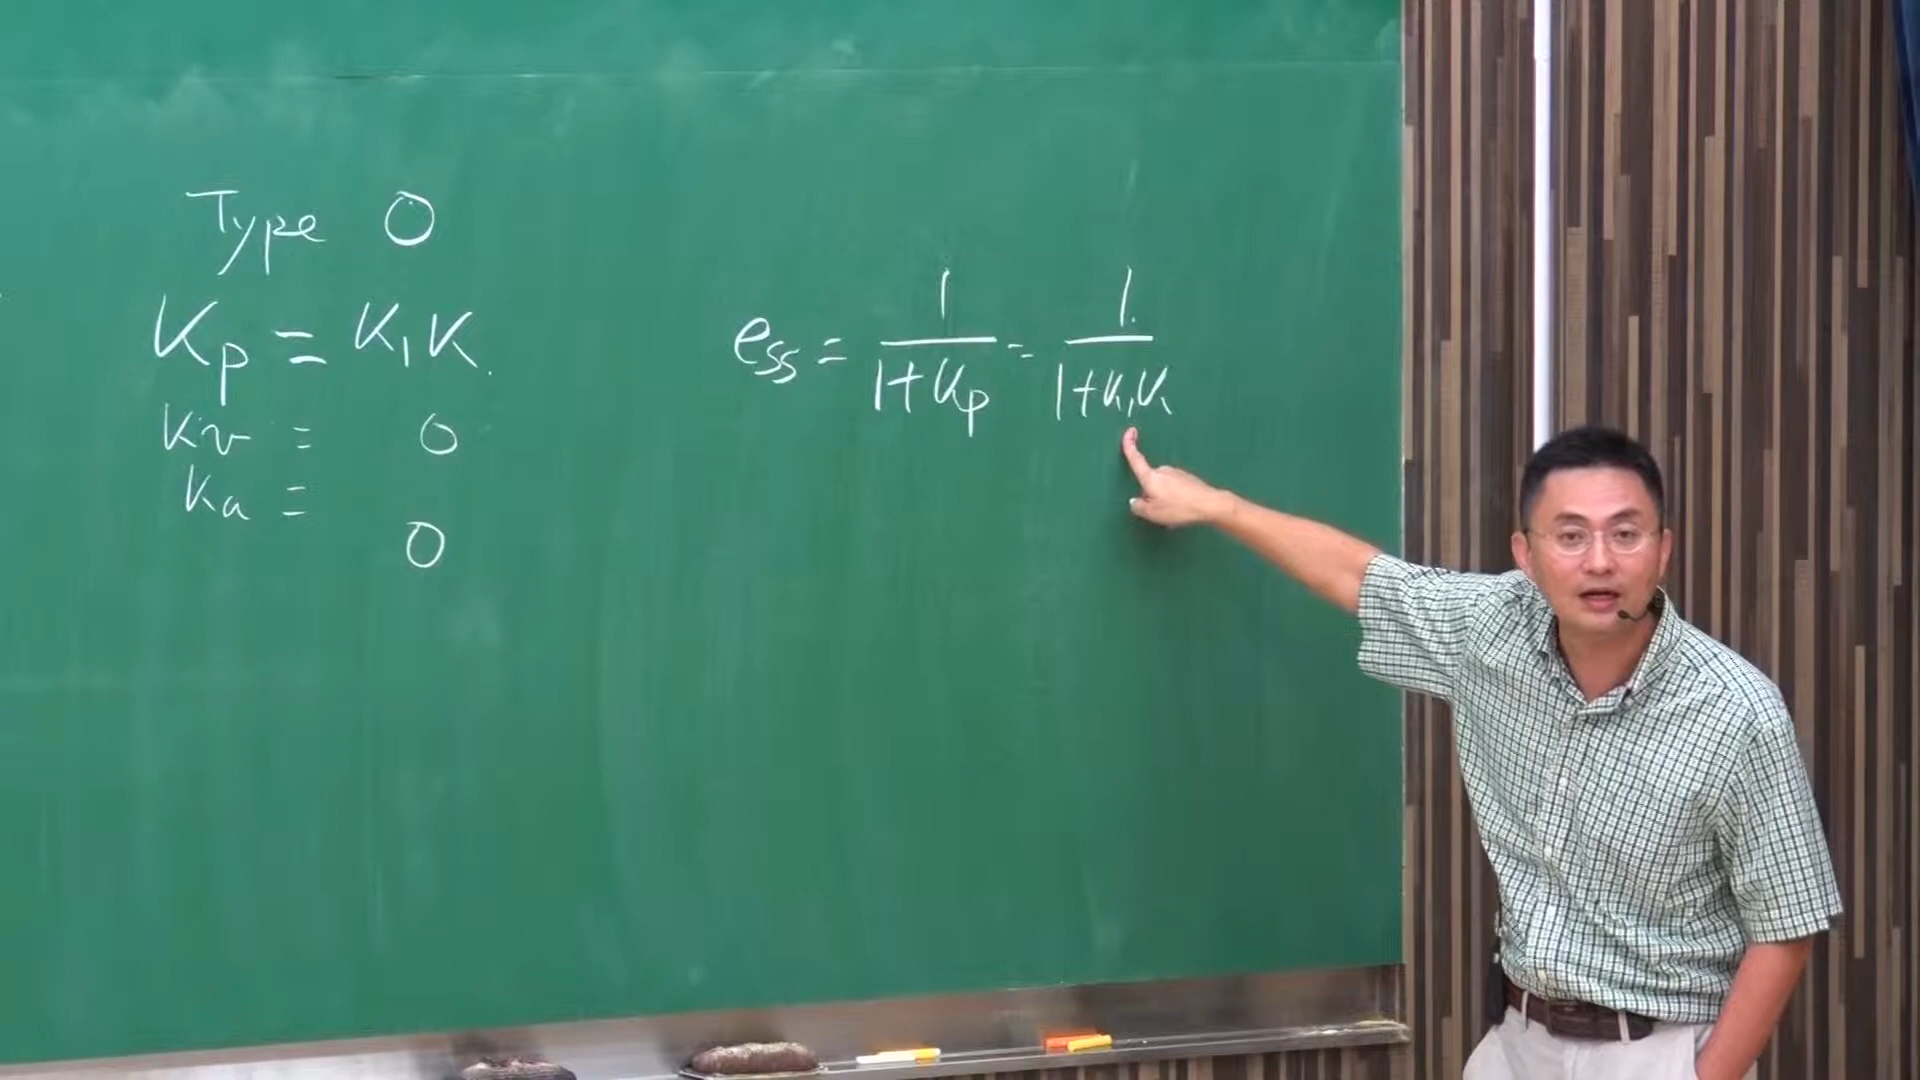 Type 0
Kp = K₁K.
Kv = 0
Ka = 0
ess = 1/(1+Kp) = 1/(1+K₁K)